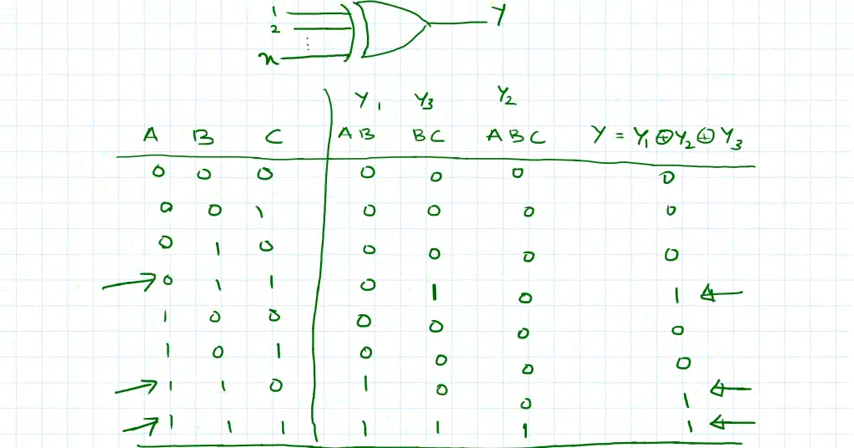 1
2
⋮
n
Y
Y₁ Y₃ Y₂
A B C AB BC ABC Y = Y₁ ⊕ Y₂ ⊕ Y₃
0 0 0 0 0 0 0
0 0 1 0 0 0 0
0 1 0 0 0 0 0
→ 0 1 1 0 1 0 1 ←
1 0 0 0 0 0 0
1 0 1 0 0 0 0
→ 1 1 0 1 0 0 1 ←
→ 1 1 1 1 1 1 1 ←